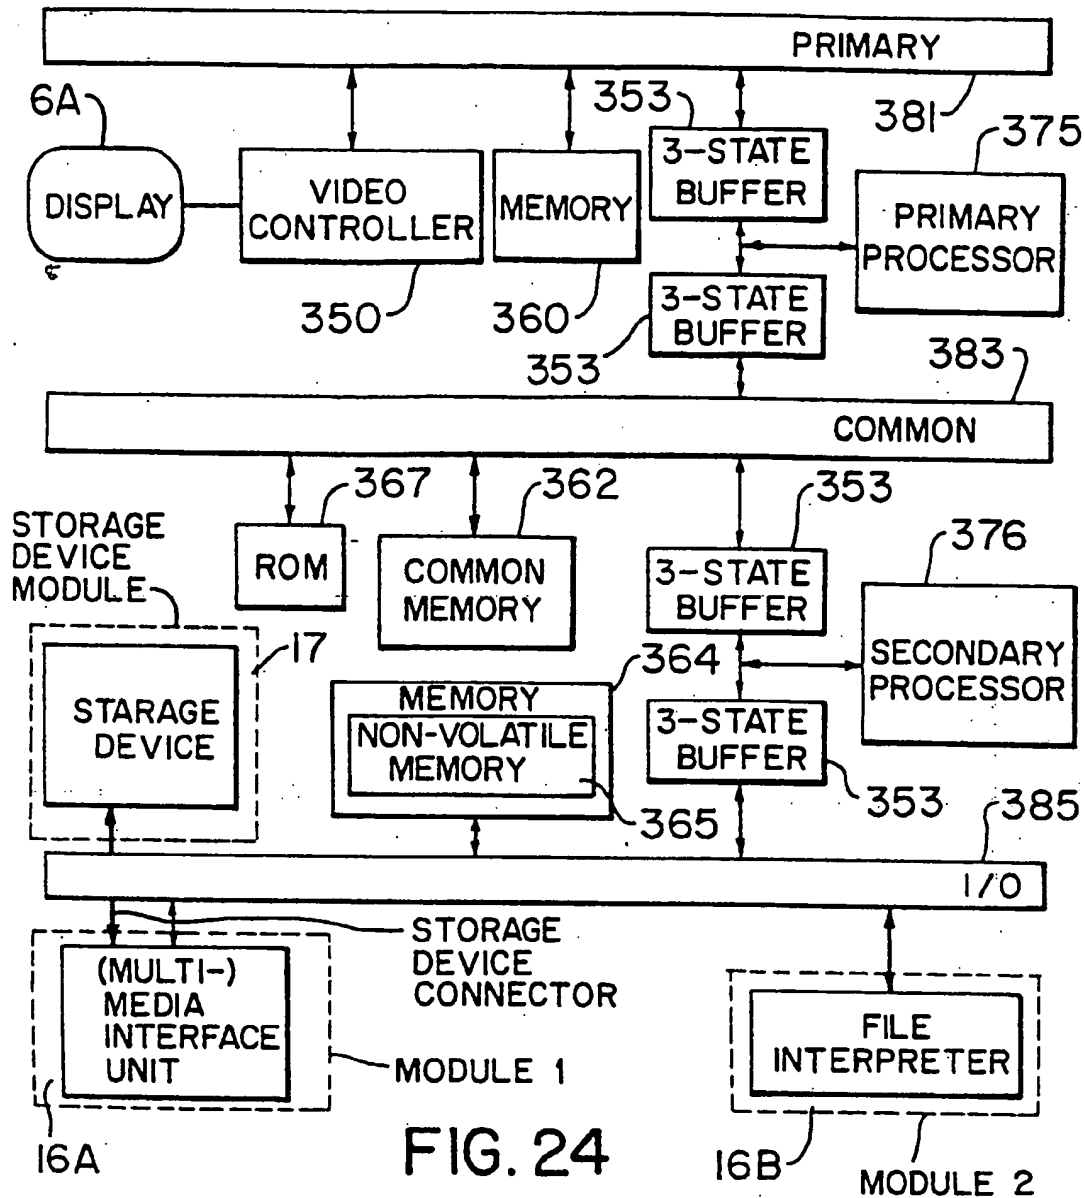 PRIMARY
381
6A
DISPLAY
VIDEO
CONTROLLER
350
MEMORY
360
353
3-STATE
BUFFER
375
PRIMARY
PROCESSOR
3-STATE
BUFFER
353
383
COMMON
367
ROM
362
COMMON
MEMORY
353
3-STATE
BUFFER
376
SECONDARY
PROCESSOR
STORAGE
DEVICE
MODULE
17
STARAGE
DEVICE
364
MEMORY
NON-VOLATILE
MEMORY
365
3-STATE
BUFFER
353
385
I/O
STORAGE
DEVICE
CONNECTOR
(MULTI-)
MEDIA
INTERFACE
UNIT
MODULE 1
16A
FILE
INTERPRETER
16B
MODULE 2
FIG. 24